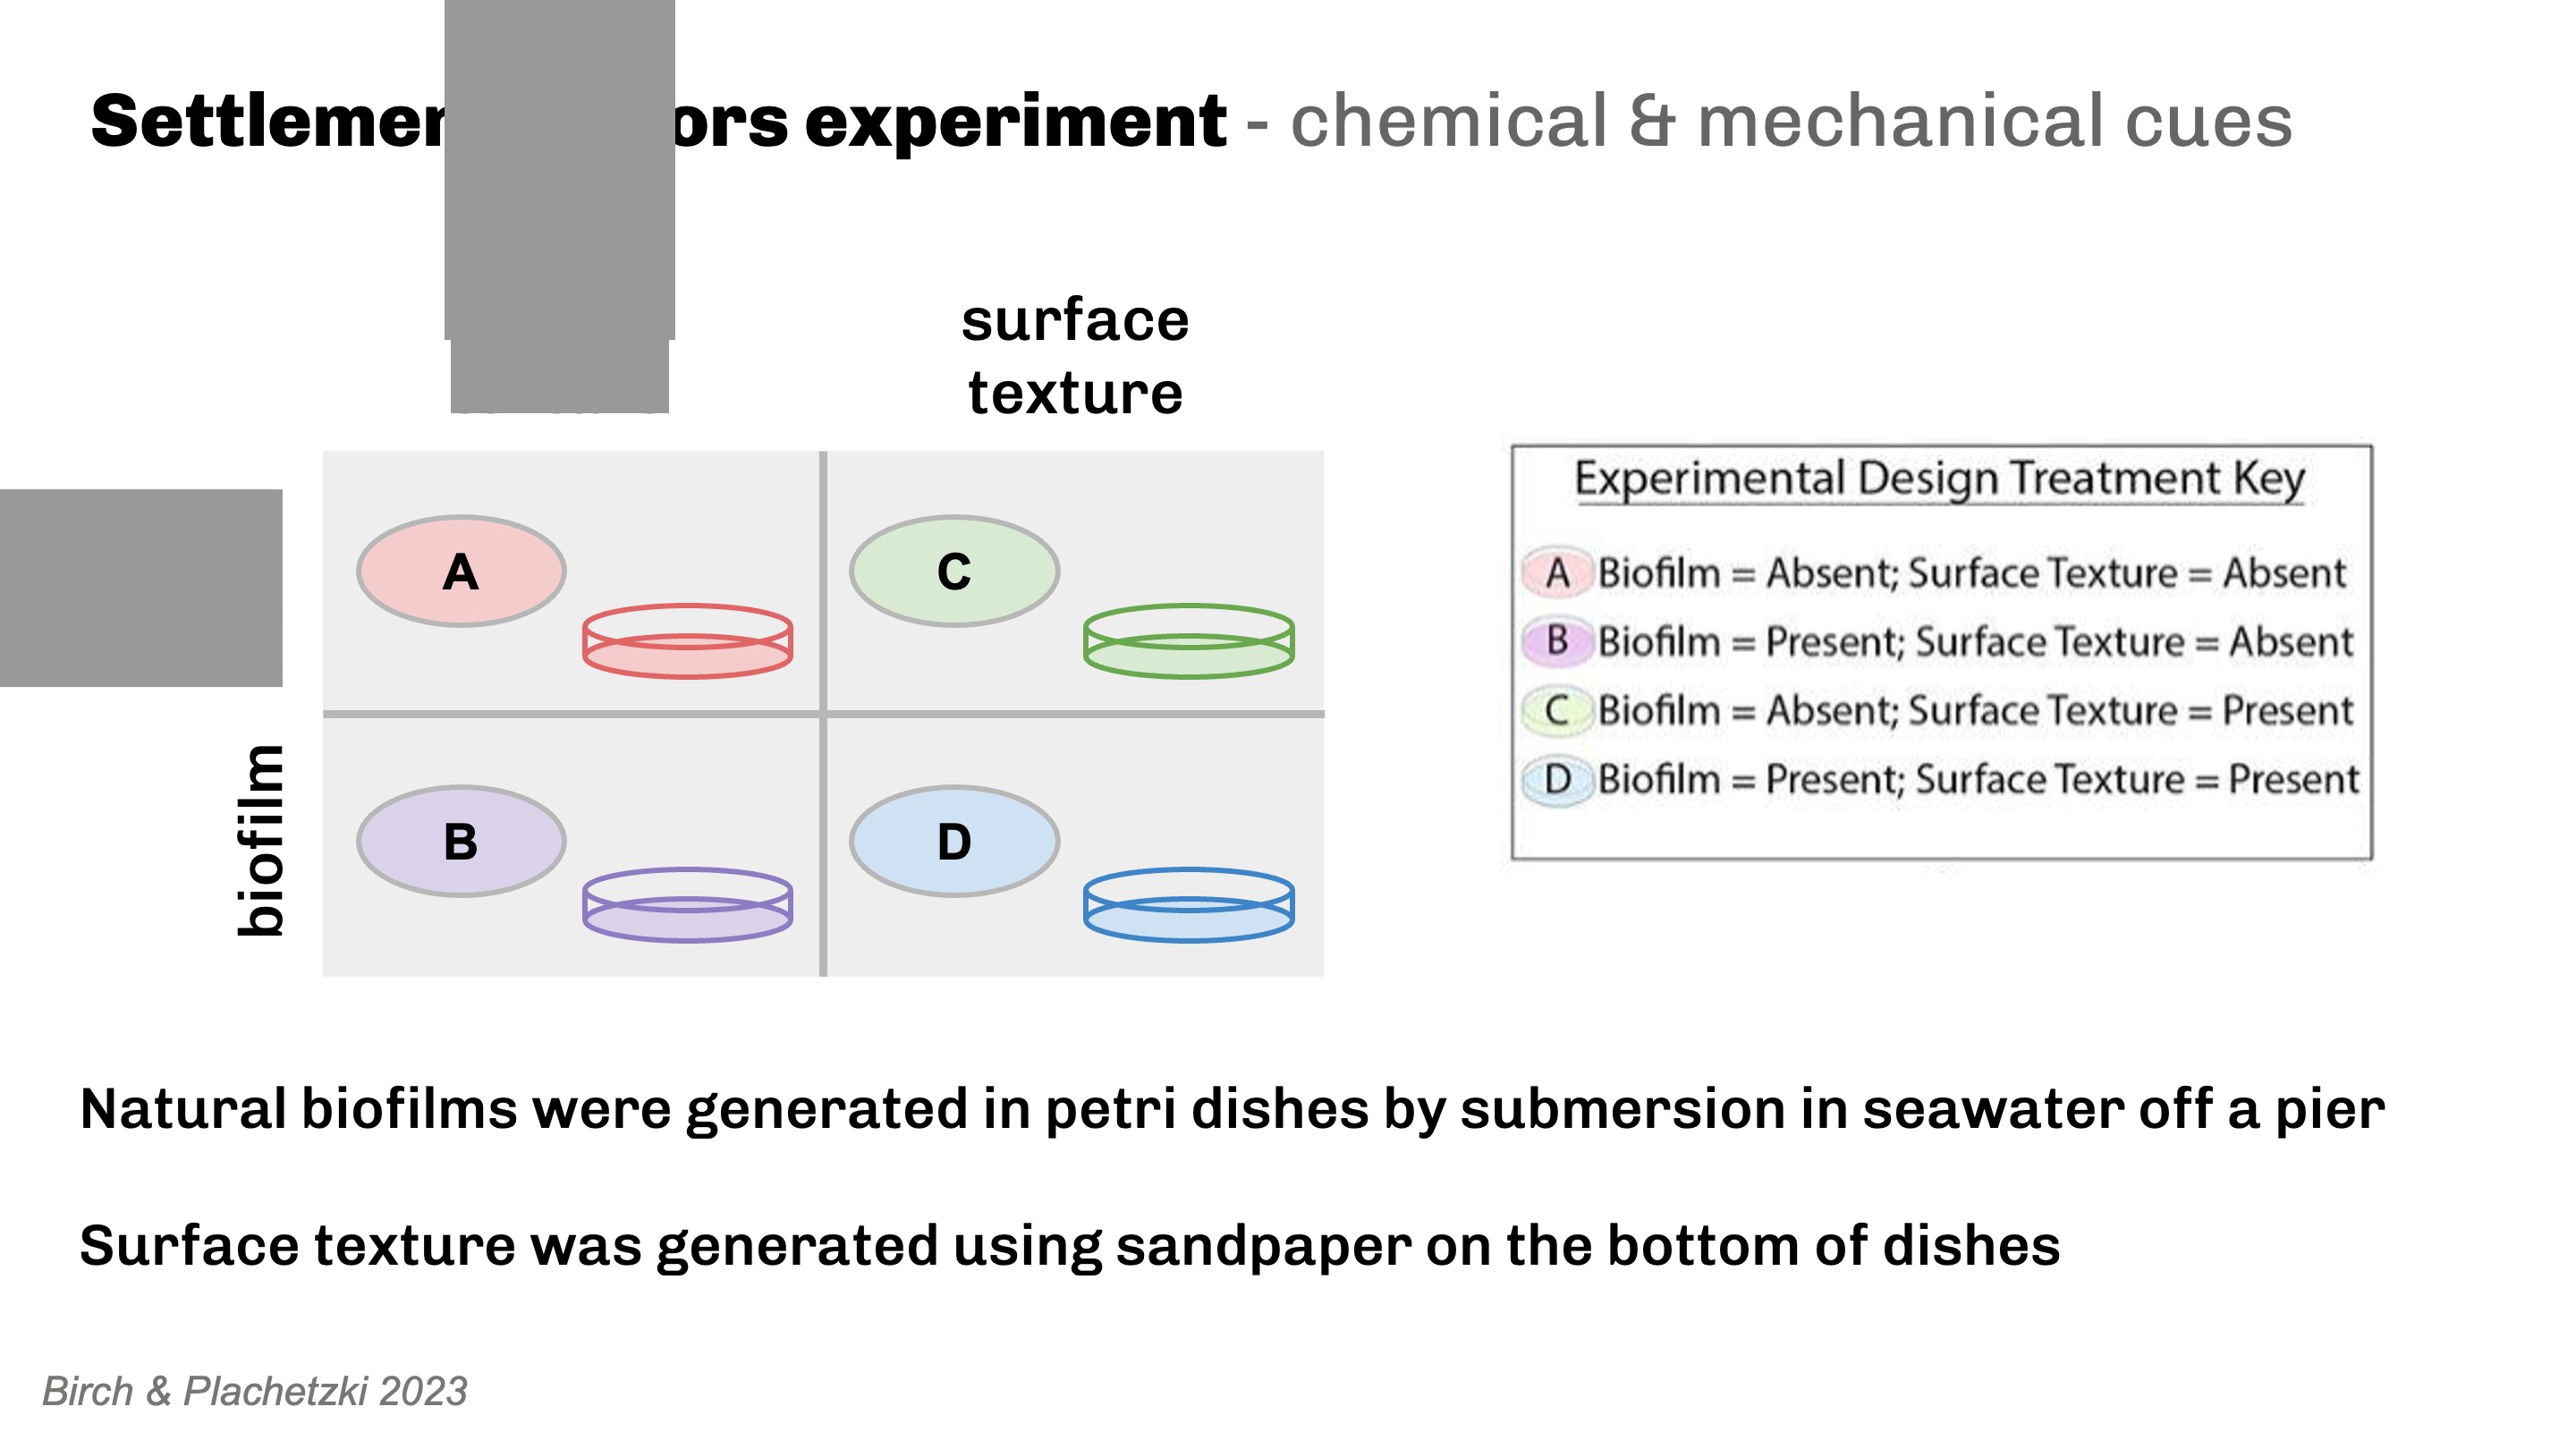 ors experiment - chemical & mechanical cues
surface
texture
A
C
B
D
biofilm
Experimental Design Treatment Key
A Biofilm = Absent; Surface Texture = Absent
B Biofilm = Present; Surface Texture = Absent
C Biofilm = Absent; Surface Texture = Present
D Biofilm = Present; Surface Texture = Present
Natural biofilms were generated in petri dishes by submersion in seawater off a pier
Surface texture was generated using sandpaper on the bottom of dishes
Birch & Plachetzki 2023